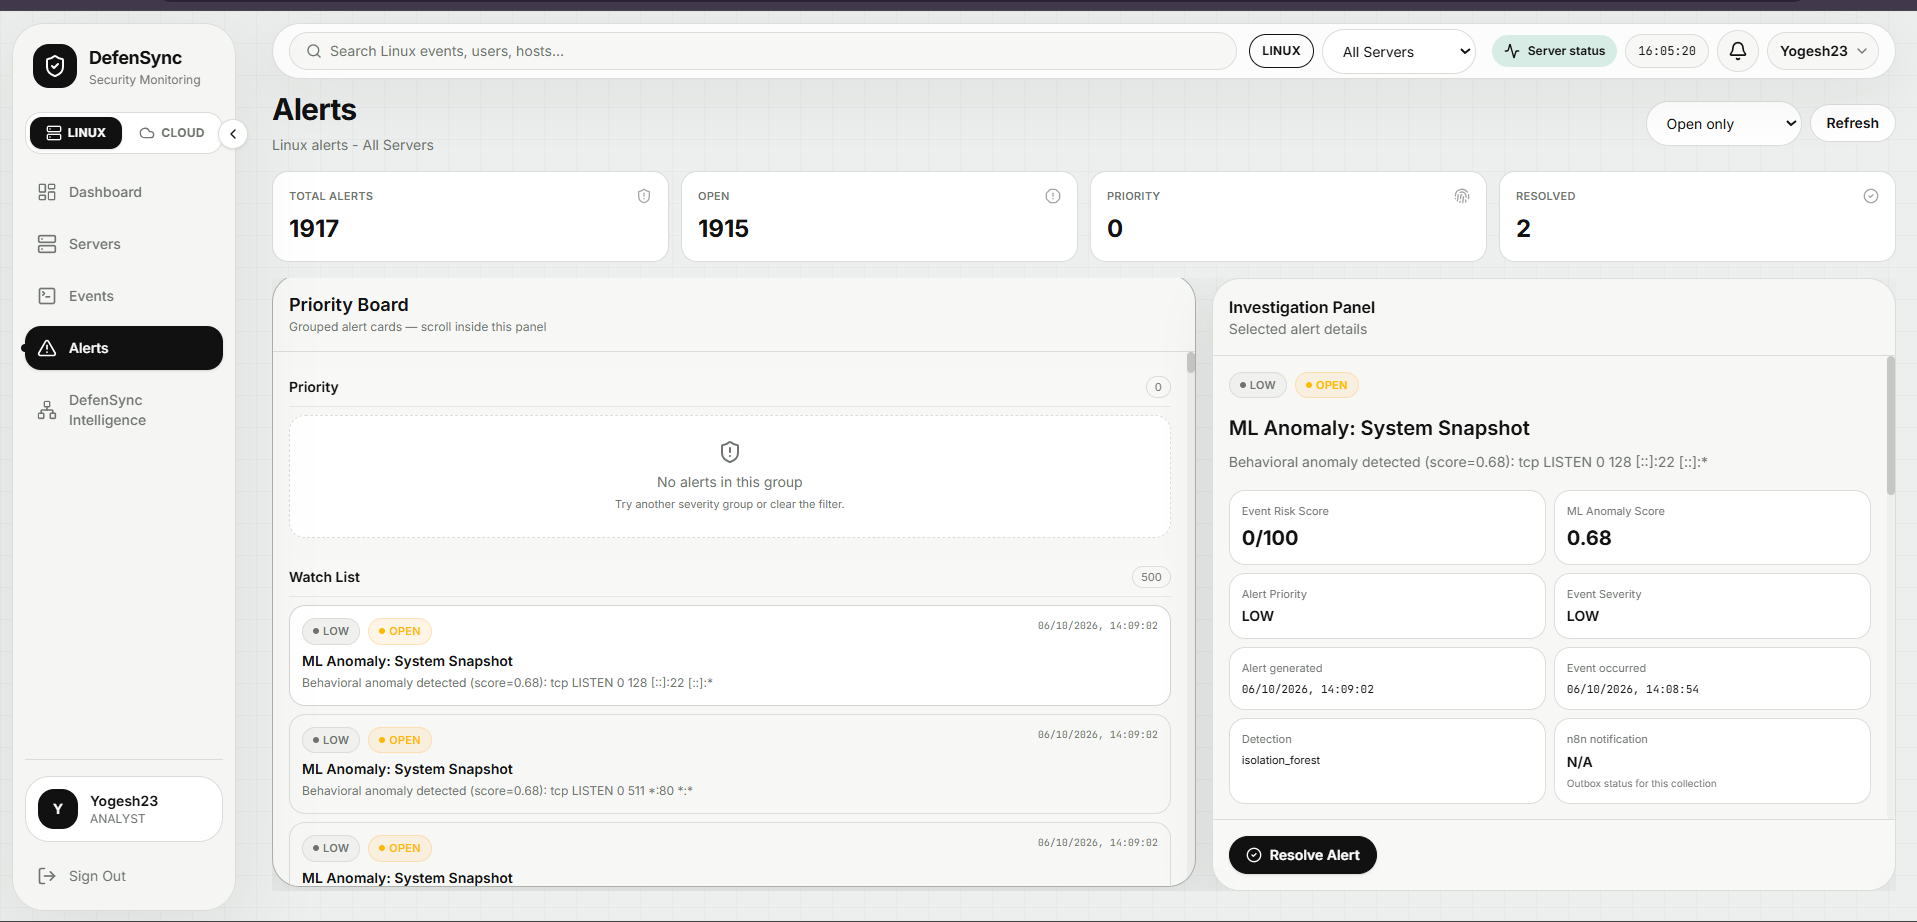 DefenSync
Security Monitoring
LINUX
CLOUD
Dashboard
Servers
Events
Alerts
DefenSync
Intelligence
Y
Yogesh23
ANALYST
Sign Out
Search Linux events, users, hosts...
LINUX
All Servers
Server status
16:05:20
Yogesh23
Alerts
Linux alerts - All Servers
Open only
Refresh
TOTAL ALERTS
1917
OPEN
1915
PRIORITY
0
RESOLVED
2
Priority Board
Grouped alert cards — scroll inside this panel
Priority
0
No alerts in this group
Try another severity group or clear the filter.
Watch List
500
LOW
OPEN
06/10/2026, 14:09:02
ML Anomaly: System Snapshot
Behavioral anomaly detected (score=0.68): tcp LISTEN 0 128 [::]:22 [::]:*
LOW
OPEN
06/10/2026, 14:09:02
ML Anomaly: System Snapshot
Behavioral anomaly detected (score=0.68): tcp LISTEN 0 511 *:80 *:*
LOW
OPEN
06/10/2026, 14:09:02
ML Anomaly: System Snapshot
Investigation Panel
Selected alert details
LOW
OPEN
ML Anomaly: System Snapshot
Behavioral anomaly detected (score=0.68): tcp LISTEN 0 128 [::]:22 [::]:*
Event Risk Score
0/100
ML Anomaly Score
0.68
Alert Priority
LOW
Event Severity
LOW
Alert generated
06/10/2026, 14:09:02
Event occurred
06/10/2026, 14:08:54
Detection
isolation_forest
n8n notification
N/A
Outbox status for this collection
Resolve Alert